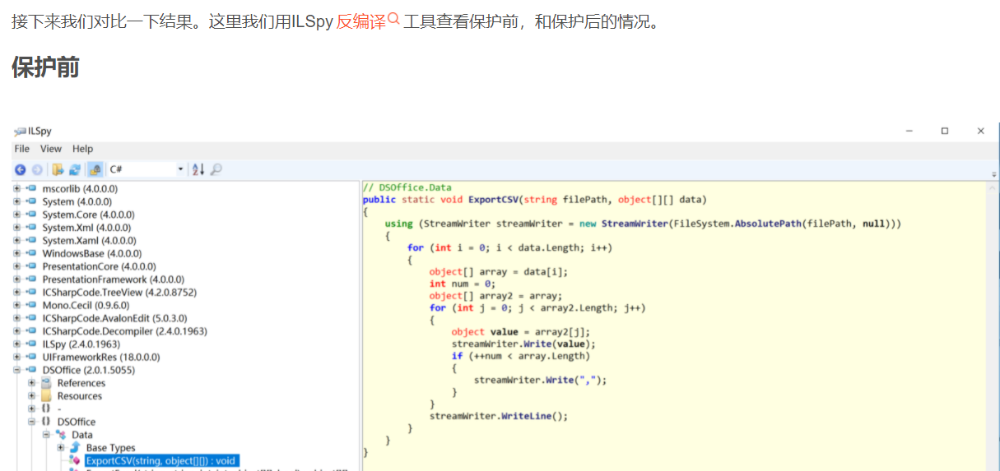 接下来我们对比一下结果。这里我们用ILSpy 反编译 工具查看保护前，和保护后的情况。
保护前
ILSpy
File View Help
C#
mscorlib (4.0.0.0)
System (4.0.0.0)
System.Core (4.0.0.0)
System.Xml (4.0.0.0)
System.Xaml (4.0.0.0)
WindowsBase (4.0.0.0)
PresentationCore (4.0.0.0)
PresentationFramework (4.0.0.0)
ICSharpCode.TreeView (4.2.0.8752)
Mono.Cecil (0.9.6.0)
ICSharpCode.AvalonEdit (5.0.3.0)
ICSharpCode.Decompiler (2.4.0.1963)
ILSpy (2.4.0.1963)
UIFrameworkRes (18.0.0.0)
DSOffice (2.0.1.5055)
References
Resources
{} -
{} DSOffice
Data
Base Types
ExportCSV(string, object[][]) : void
// DSOffice.Data
public static void ExportCSV(string filePath, object[][] data)
{
using (StreamWriter streamWriter = new StreamWriter(FileSystem.AbsolutePath(filePath, null)))
{
for (int i = 0; i < data.Length; i++)
{
object[] array = data[i];
int num = 0;
object[] array2 = array;
for (int j = 0; j < array2.Length; j++)
{
object value = array2[j];
streamWriter.Write(value);
if (++num < array.Length)
{
streamWriter.Write(",");
}
}
streamWriter.WriteLine();
}
}
}